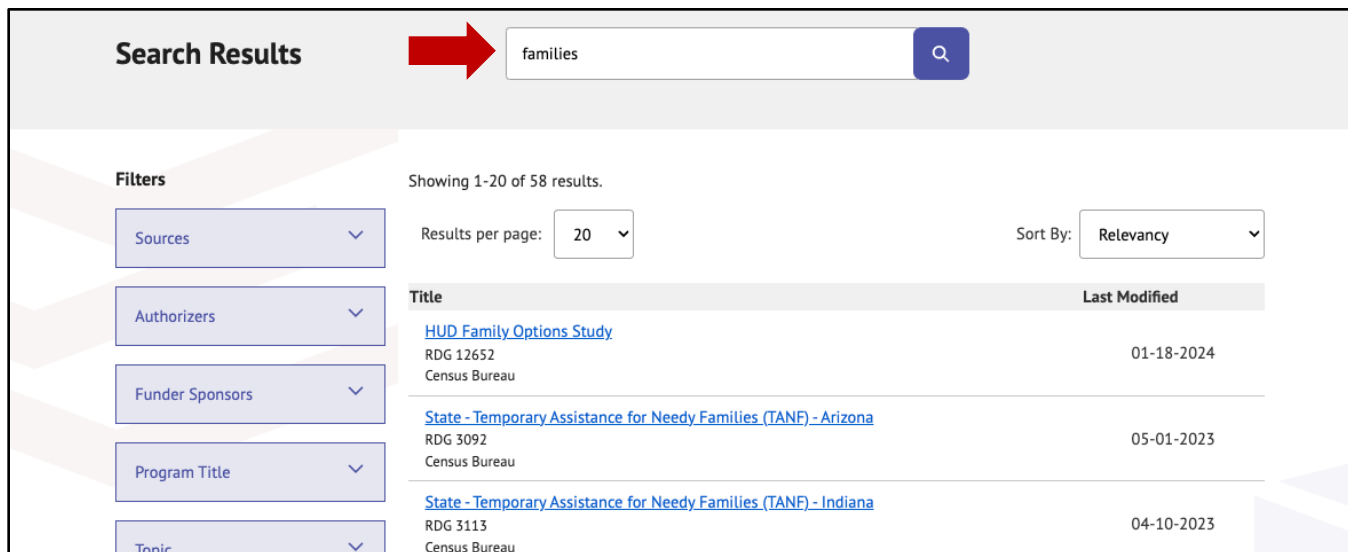 Search Results
families
Filters
Sources
Authorizers
Funder Sponsors
Program Title
Topic
Showing 1-20 of 58 results.
Results per page: 20
Sort By: Relevancy
Title Last Modified
HUD Family Options Study
RDG 12652
Census Bureau
01-18-2024
State - Temporary Assistance for Needy Families (TANF) - Arizona
RDG 3092
Census Bureau
05-01-2023
State - Temporary Assistance for Needy Families (TANF) - Indiana
RDG 3113
Census Bureau
04-10-2023